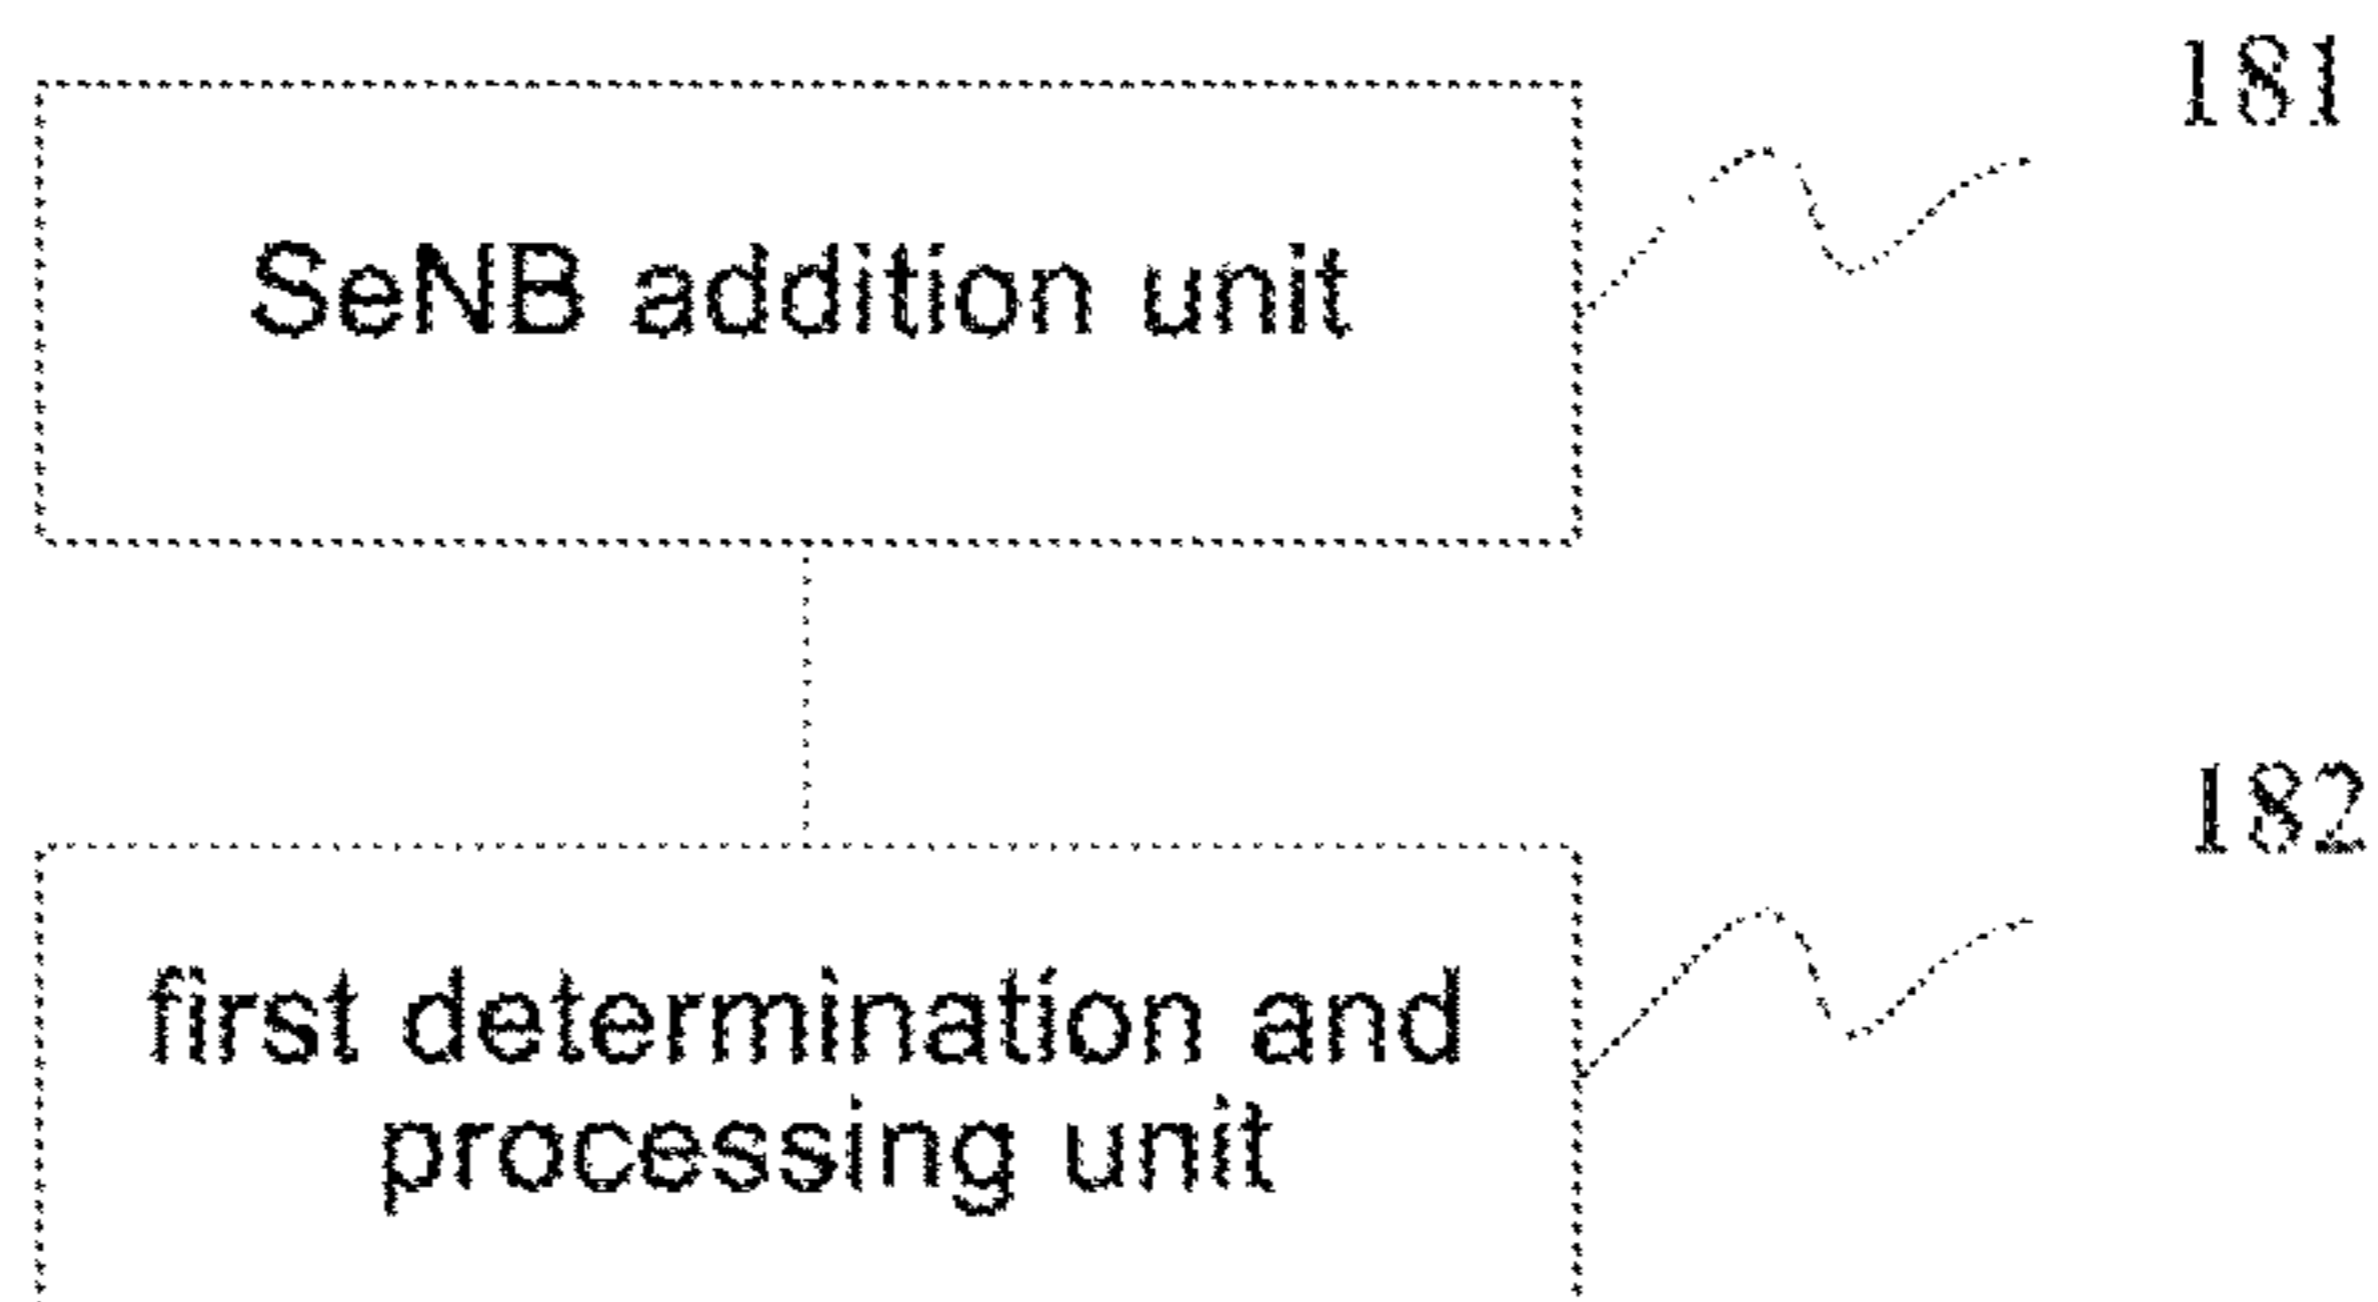 181
SeNB addition unit
182
first determination and
processing unit